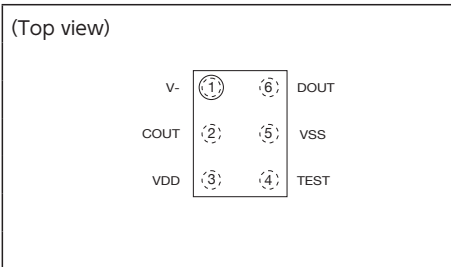 (Top view)
V- 1 6 DOUT
COUT 2 5 VSS
VDD 3 4 TEST